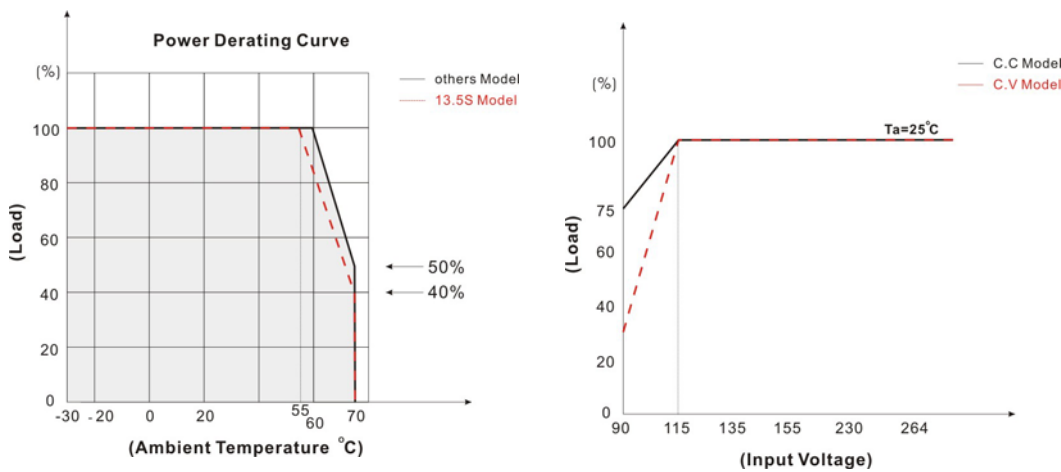 Power Derating Curve
(%)
others Model
13.5S Model
100
80
60
40
20
0
(Load)
50%
40%
-30 -20 0 20 55 60 70
(Ambient Temperature °C)
(%)
C.C Model
C.V Model
Ta=25°C
100
75
60
40
20
0
(Load)
90 115 135 155 230 264
(Input Voltage)